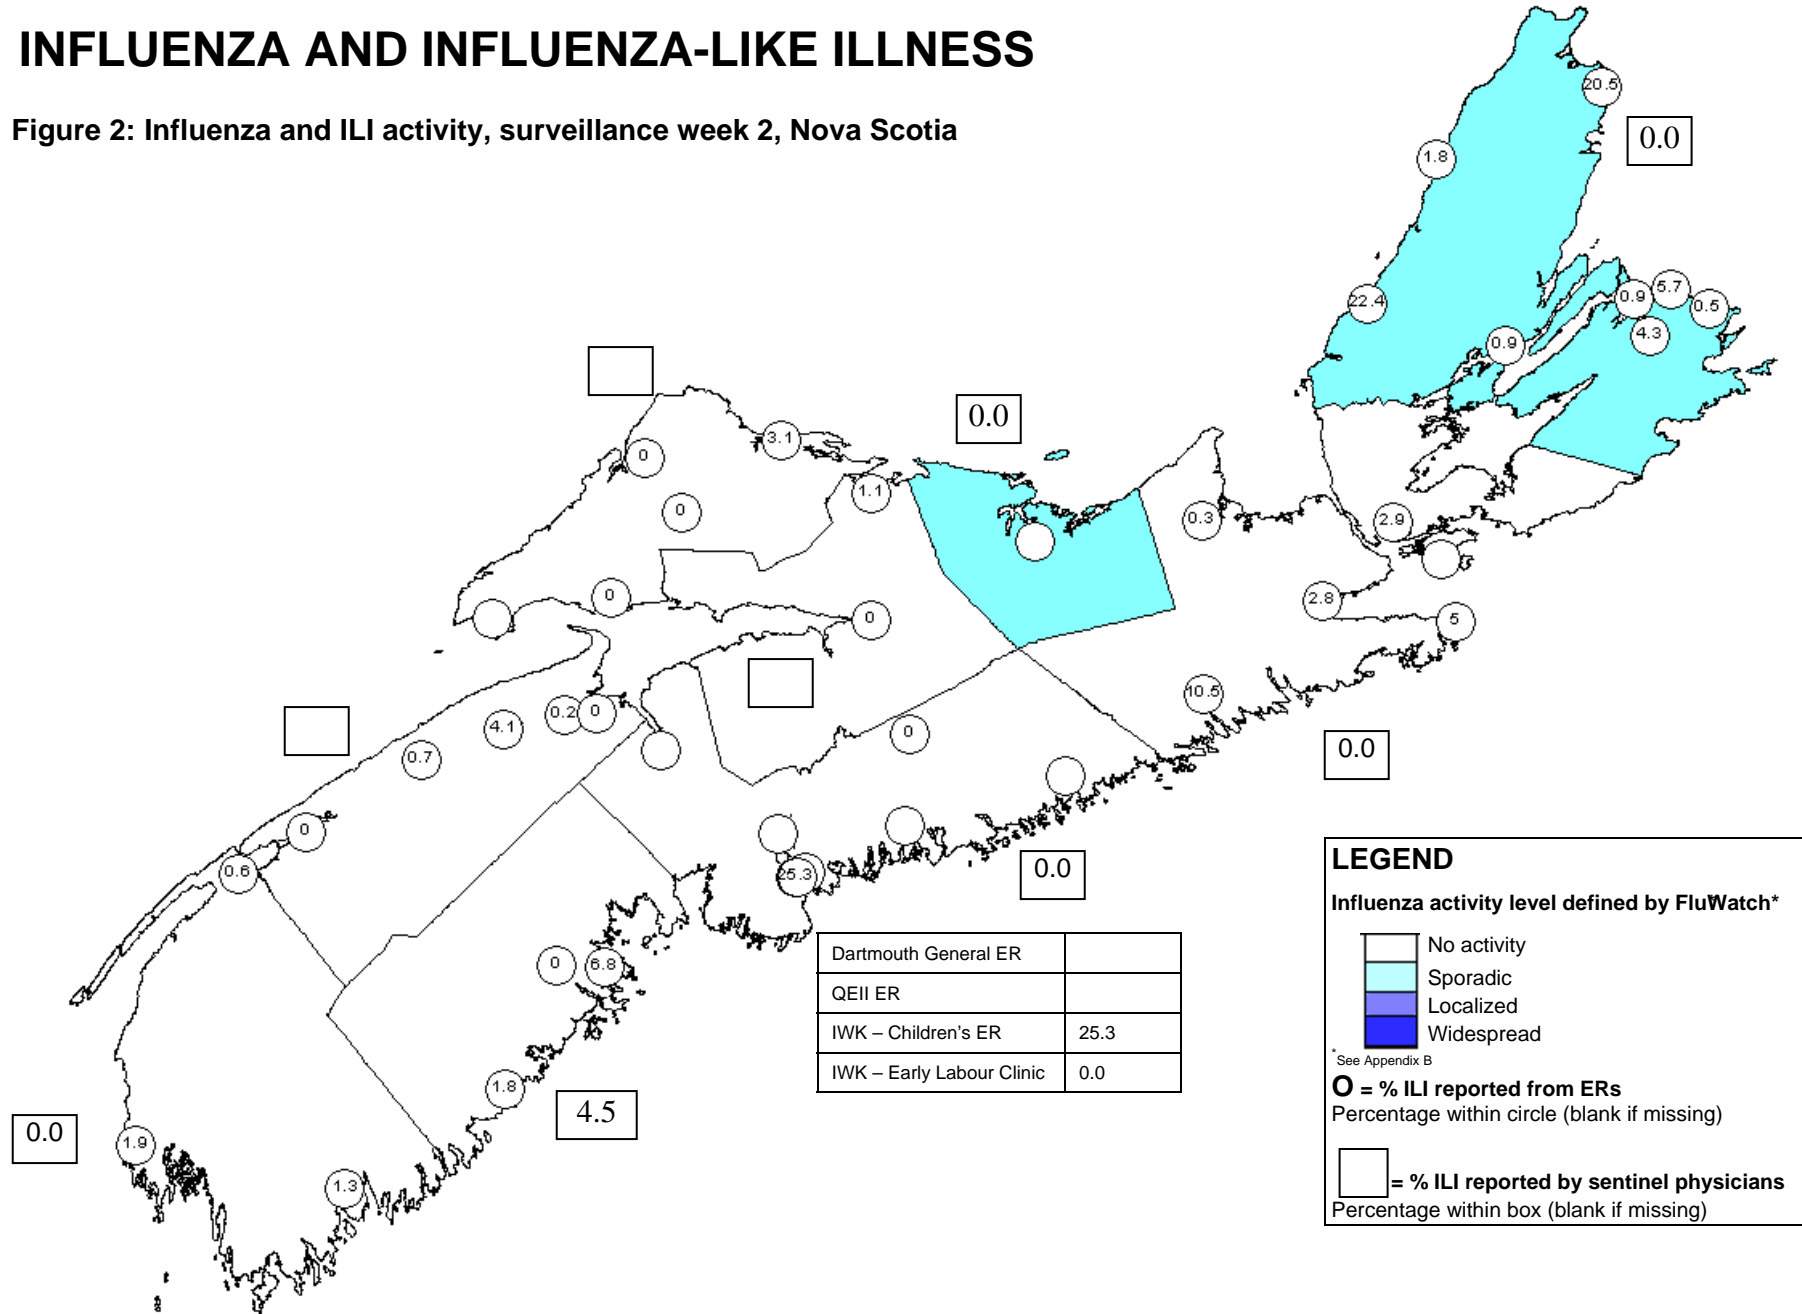 INFLUENZA AND INFLUENZA-LIKE ILLNESS
Figure 2: Influenza and ILI activity, surveillance week 2, Nova Scotia
20.5
0.0
1.8
22.4
0.9
5.7
0.5
4.3
0.9
0.0
3.1
0
1.1
0
0.3
2.9
0
0
2.8
5
10.5
0.2
0
4.1
0
0.7
0.0
0
0.6
25.3
0.0
0
6.8
1.8
4.5
0.0
1.9
1.3
Dartmouth General ER
QEII ER
IWK – Children's ER 25.3
IWK – Early Labour Clinic 0.0
LEGEND
Influenza activity level defined by FluWatch*
No activity
Sporadic
Localized
Widespread
*See Appendix B
O = % ILI reported from ERs
Percentage within circle (blank if missing)
= % ILI reported by sentinel physicians
Percentage within box (blank if missing)